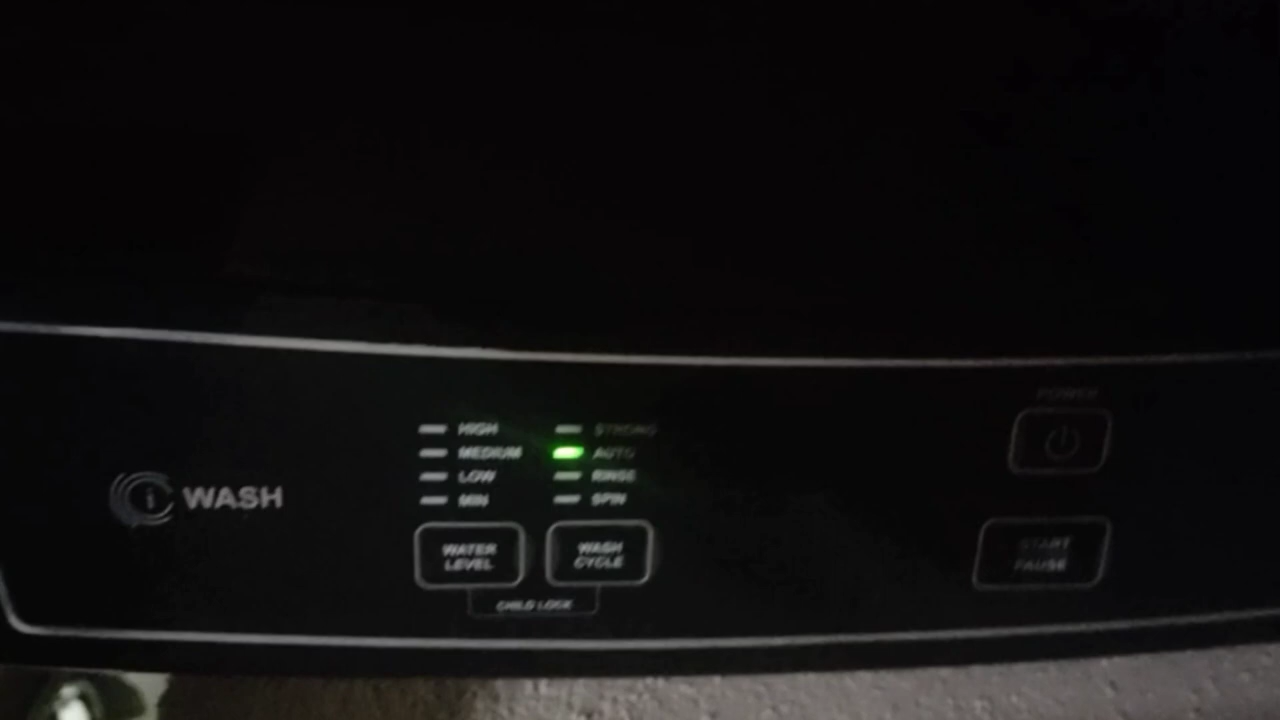 POWER
HIGH
STRONG
MEDIUM
AUTO
LOW
RINSE
MIN
SPIN
i WASH
WATER
LEVEL
WASH
CYCLE
START
PAUSE
CHILD LOCK